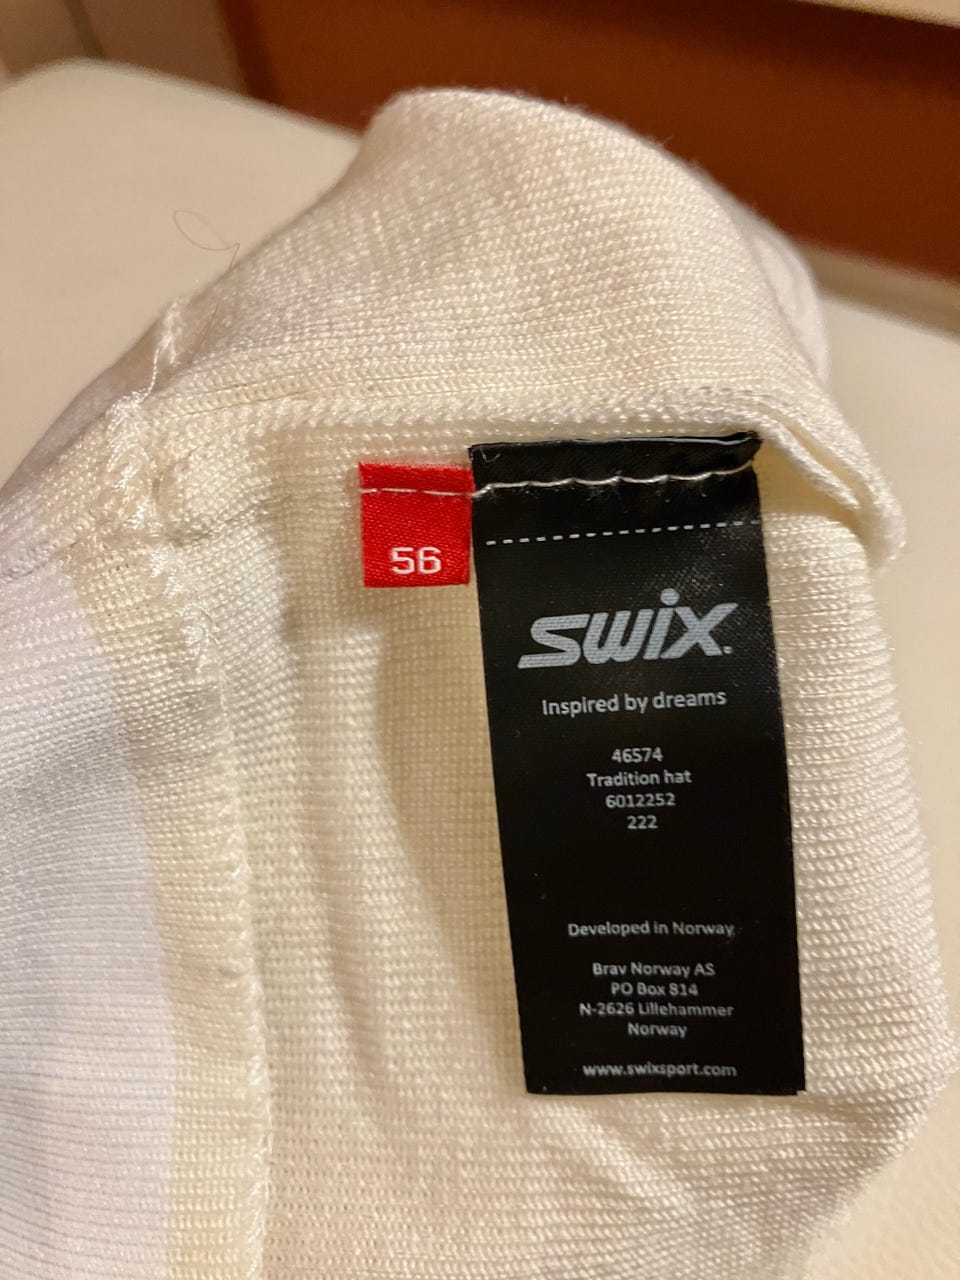 56
swix.
Inspired by dreams
46574
Tradition hat
6012252
222
Developed in Norway
Brav Norway AS
PO Box 814
N-2626 Lillehammer
Norway
www.swixsport.com